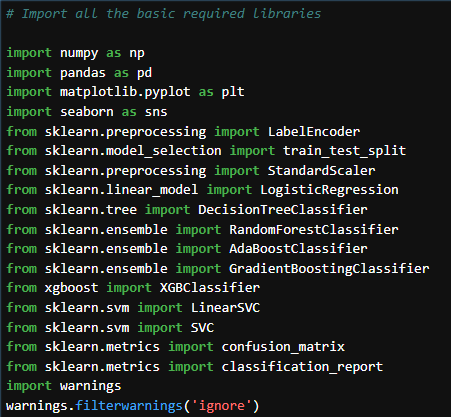 # Import all the basic required libraries
import numpy as np
import pandas as pd
import matplotlib.pyplot as plt
import seaborn as sns
from sklearn.preprocessing import LabelEncoder
from sklearn.model_selection import train_test_split
from sklearn.preprocessing import StandardScaler
from sklearn.linear_model import LogisticRegression
from sklearn.tree import DecisionTreeClassifier
from sklearn.ensemble import RandomForestClassifier
from sklearn.ensemble import AdaBoostClassifier
from sklearn.ensemble import GradientBoostingClassifier
from xgboost import XGBClassifier
from sklearn.svm import LinearSVC
from sklearn.svm import SVC
from sklearn.metrics import confusion_matrix
from sklearn.metrics import classification_report
import warnings
warnings.filterwarnings('ignore')